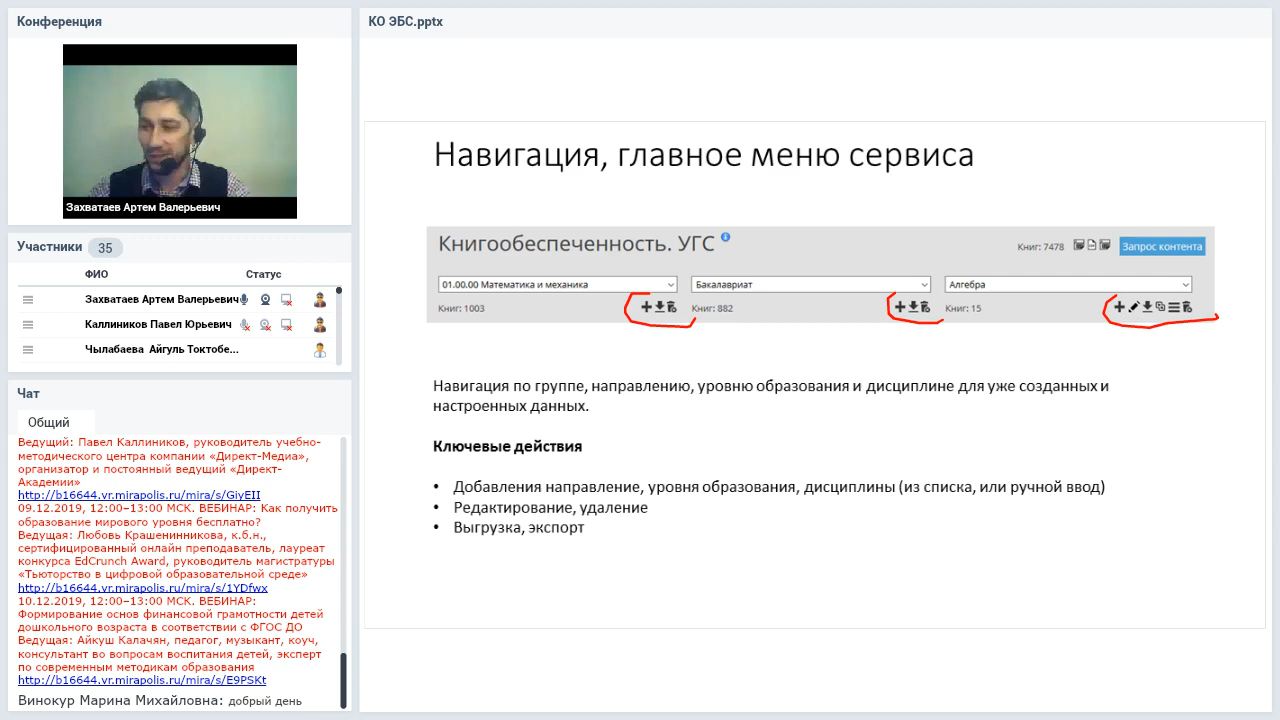 Конференция
Захватаев Артем Валерьевич
Участники 35
ФИО Статус
Захватаев Артем Валерьевич
Каллиников Павел Юрьевич
Чылабаева Айгуль Токтобе...
Чат
Общий
Ведущий: Павел Каллиников, руководитель учебно-
методического центра компании «Директ-Медиа»,
организатор и постоянный ведущий «Директ-
Академии»
http://b16644.vr.mirapolis.ru/mira/s/GiyEII
09.12.2019, 12:00–13:00 МСК. ВЕБИНАР: Как получить
образование мирового уровня бесплатно?
Ведущая: Любовь Крашенинникова, к.б.н.,
сертифицированный онлайн преподаватель, лауреат
конкурса EdCrunch Award, руководитель магистратуры
«Тьюторство в цифровой образовательной среде»
http://b16644.vr.mirapolis.ru/mira/s/1YDfwx
10.12.2019, 12:00–13:00 МСК. ВЕБИНАР:
Формирование основ финансовой грамотности детей
дошкольного возраста в соответствии с ФГОС ДО
Ведущая: Айкуш Калачян, педагог, музыкант, коуч,
консультант во вопросам воспитания детей, эксперт
по современным методикам образования
http://b16644.vr.mirapolis.ru/mira/s/E9PSKt
Винокур Марина Михайловна: добрый день
КО ЭБС.pptx
Навигация, главное меню сервиса
Книгообеспеченность. УГС
Книг: 7478 Запрос контента
01.00.00 Математика и механика Бакалавриат Алгебра
Книг: 1003 Книг: 882 Книг: 15
Навигация по группе, направлению, уровню образования и дисциплине для уже созданных и
настроенных данных.
Ключевые действия
• Добавления направление, уровня образования, дисциплины (из списка, или ручной ввод)
• Редактирование, удаление
• Выгрузка, экспорт